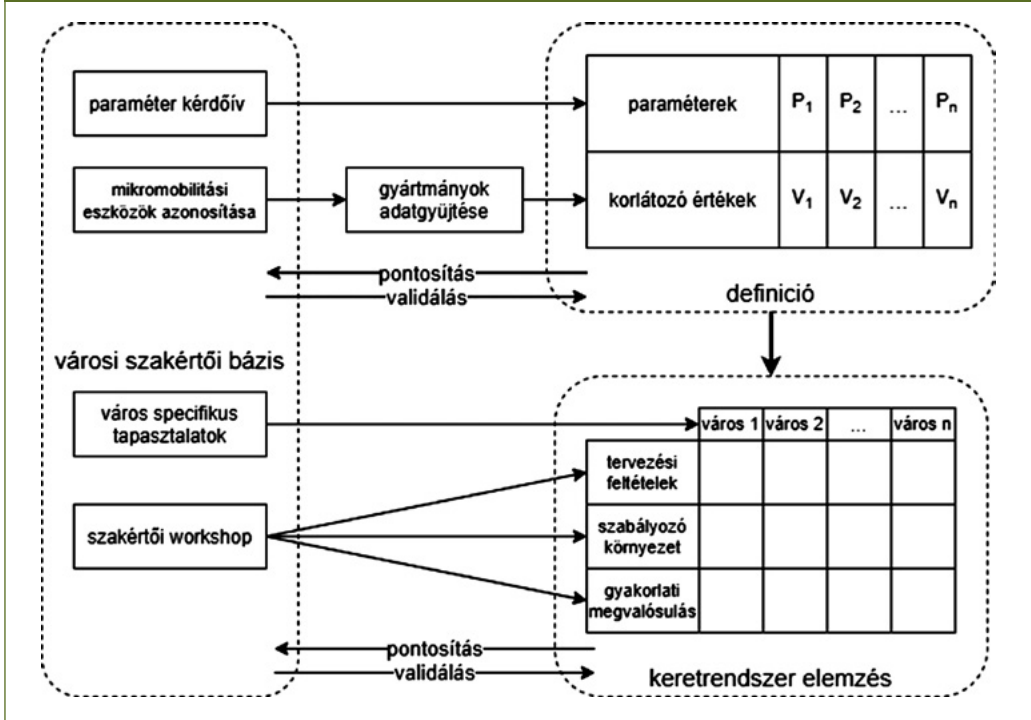 paraméter kérdőív
mikromobilitási
eszközök azonosítása
gyártmányok
adatgyűjtése
paraméterek P1 P2 ... Pn
korlátozó értékek V1 V2 ... Vn
pontosítás
validálás
definició
városi szakértői bázis
város specifikus
tapasztalatok
szakértői workshop
város 1 város 2 ... város n
tervezési
feltételek
szabályozó
környezet
gyakorlati
megvalósulás
pontosítás
validálás
keretrendszer elemzés